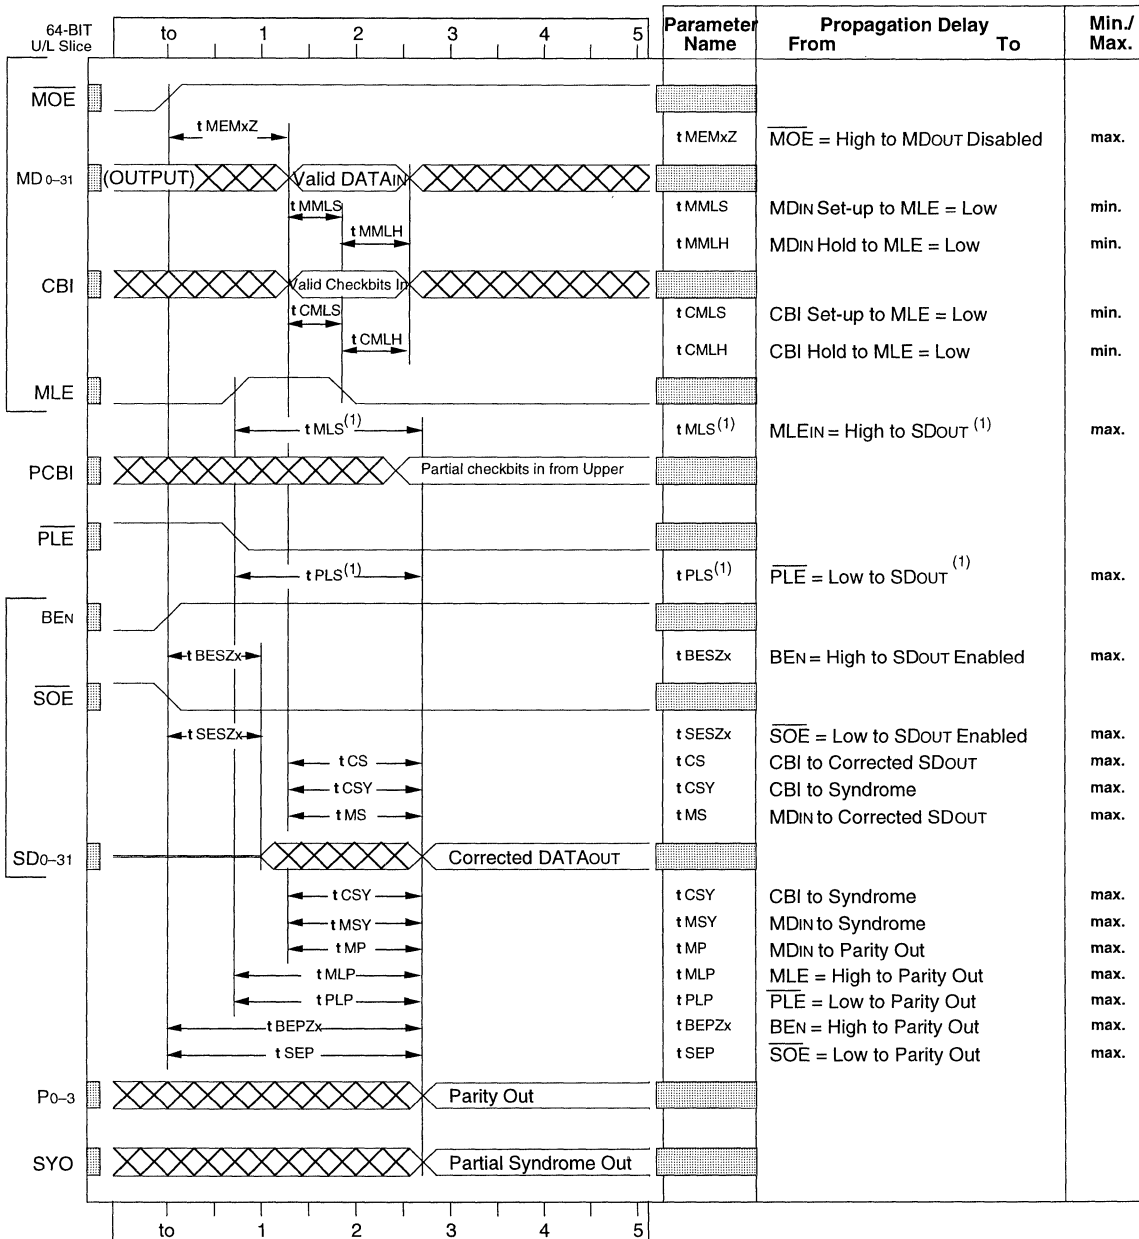 64-BIT
U/L Slice
to 1 2 3 4 5
Parameter Name
Propagation Delay
From To
Min./ Max.
MOE
t MEMxZ
t MEMxZ MOE = High to MDOUT Disabled max.
MD0–31 (OUTPUT) Valid DATAIN
t MMLS
t MMLS MDIN Set-up to MLE = Low min.
t MMLH
t MMLH MDIN Hold to MLE = Low min.
CBI Valid Checkbits In
t CMLS
t CMLS CBI Set-up to MLE = Low min.
t CMLH
t CMLH CBI Hold to MLE = Low min.
MLE
t MLS(1)
t MLS(1) MLEIN = High to SDOUT (1) max.
PCBI Partial checkbits in from Upper
PLE
t PLS(1)
t PLS(1) PLE = Low to SDOUT (1) max.
BEN
t BESZx
t BESZx BEN = High to SDOUT Enabled max.
SOE
t SESZx
t SESZx SOE = Low to SDOUT Enabled max.
t CS
t CS CBI to Corrected SDOUT max.
t CSY
t CSY CBI to Syndrome max.
t MS
t MS MDIN to Corrected SDOUT max.
SD0–31 Corrected DATAOUT
t CSY
t CSY CBI to Syndrome max.
t MSY
t MSY MDIN to Syndrome max.
t MP
t MP MDIN to Parity Out max.
t MLP
t MLP MLE = High to Parity Out max.
t PLP
t PLP PLE = Low to Parity Out max.
t BEPZx
t BEPZx BEN = High to Parity Out max.
t SEP
t SEP SOE = Low to Parity Out max.
P0–3 Parity Out
SYO Partial Syndrome Out
to 1 2 3 4 5